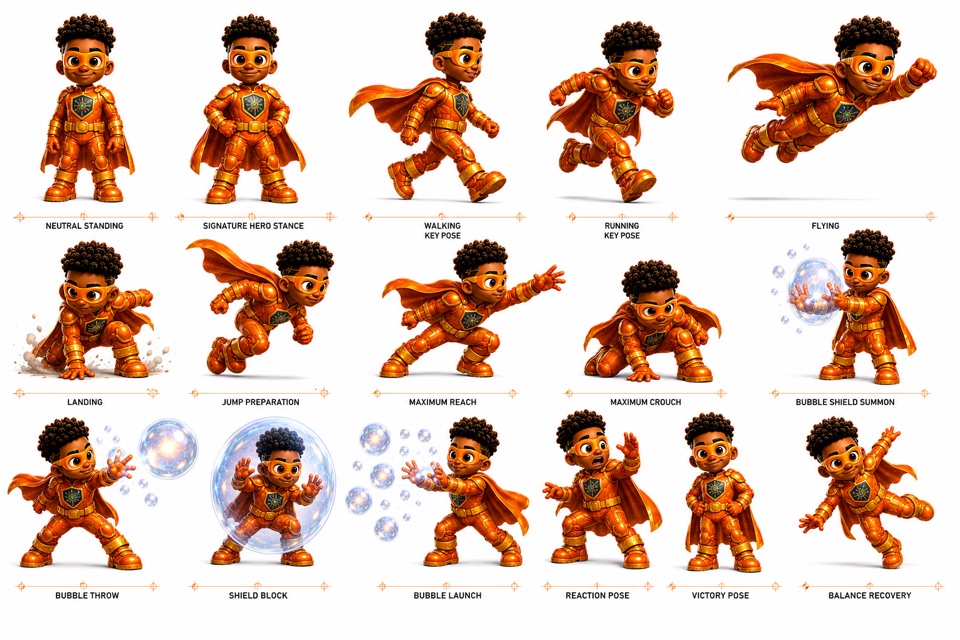 NEUTRAL STANDING
SIGNATURE HERO STANCE
WALKING
KEY POSE
RUNNING
KEY POSE
FLYING
LANDING
JUMP PREPARATION
MAXIMUM REACH
MAXIMUM CROUCH
BUBBLE SHIELD SUMMON
BUBBLE THROW
SHIELD BLOCK
BUBBLE LAUNCH
REACTION POSE
VICTORY POSE
BALANCE RECOVERY